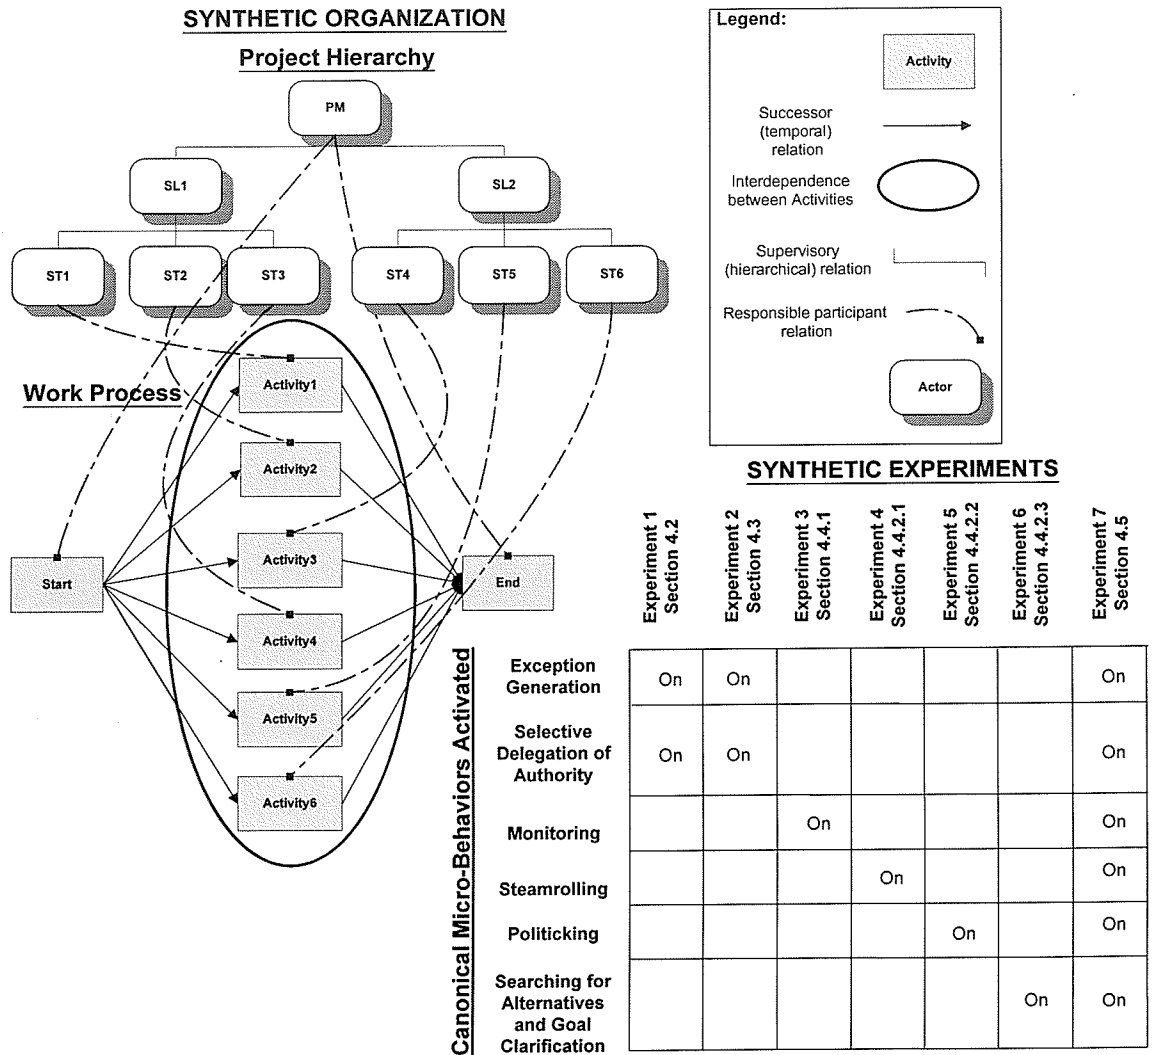 SYNTHETIC ORGANIZATION
Project Hierarchy
PM
SL1
SL2
ST1
ST2
ST3
ST4
ST5
ST6
Work Process
Activity1
Activity2
Activity3
Activity4
Activity5
Activity6
Start
End
Legend:
Activity
Successor
(temporal)
relation
Interdependence
between Activities
Supervisory
(hierarchical) relation
Responsible participant
relation
Actor
SYNTHETIC EXPERIMENTS
Experiment 1
Section 4.2
Experiment 2
Section 4.3
Experiment 3
Section 4.4.1
Experiment 4
Section 4.4.2.1
Experiment 5
Section 4.4.2.2
Experiment 6
Section 4.4.2.3
Experiment 7
Section 4.5
Canonical Micro-Behaviors Activated
Exception
Generation
On On On
Selective
Delegation of
Authority
On On On
Monitoring
On On
Steamrolling
On On
Politicking
On On
Searching for
Alternatives
and Goal
Clarification
On On